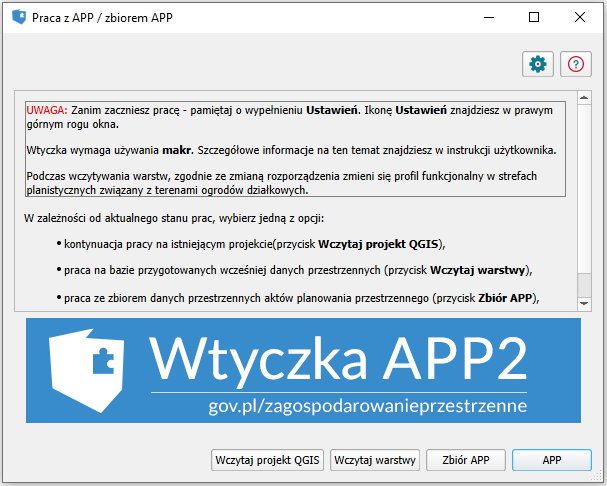 Praca z APP / zbiorem APP
UWAGA: Zanim zaczniesz pracę - pamiętaj o wypełnieniu Ustawień. Ikonę Ustawień znajdziesz w prawym
górnym rogu okna.
Wtyczka wymaga używania makr. Szczegółowe informacje na ten temat znajdziesz w instrukcji użytkownika.
Podczas wczytywania warstw, zgodnie ze zmianą rozporządzenia zmieni się profil funkcjonalny w strefach
planistycznych związany z terenami ogrodów działkowych.
W zależności od aktualnego stanu prac, wybierz jedną z opcji:
• kontynuacja pracy na istniejącym projekcie(przycisk Wczytaj projekt QGIS),
• praca na bazie przygotowanych wcześniej danych przestrzennych (przycisk Wczytaj warstwy),
• praca ze zbiorem danych przestrzennych aktów planowania przestrzennego (przycisk Zbiór APP),
Wtyczka APP2
gov.pl/zagospodarowanieprzestrzenne
Wczytaj projekt QGIS Wczytaj warstwy Zbiór APP APP